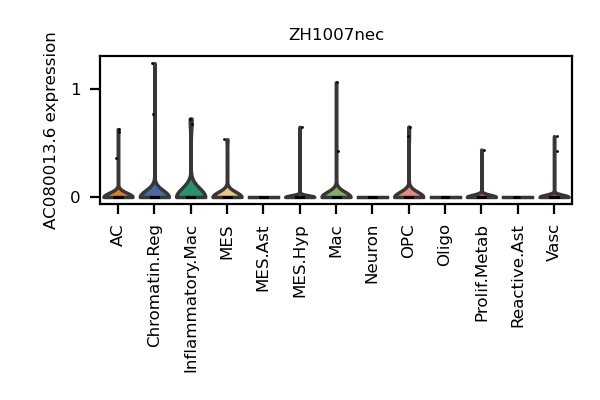 ZH1007nec
AC080013.6 expression
1
0
AC
Chromatin.Reg
Inflammatory.Mac
MES
MES.Ast
MES.Hyp
Mac
Neuron
OPC
Oligo
Prolif.Metab
Reactive.Ast
Vasc